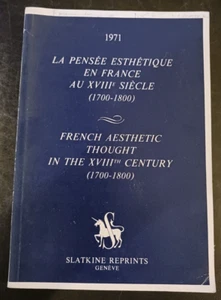 1971
LA PENSÉE ESTHÉTIQUE
EN FRANCE
AU XVIIIᵉ SIÈCLE
(1700-1800)
FRENCH AESTHETIC
THOUGHT
IN THE XVIIIᵀᴴ CENTURY
(1700-1800)
SLATKINE REPRINTS
GENÈVE